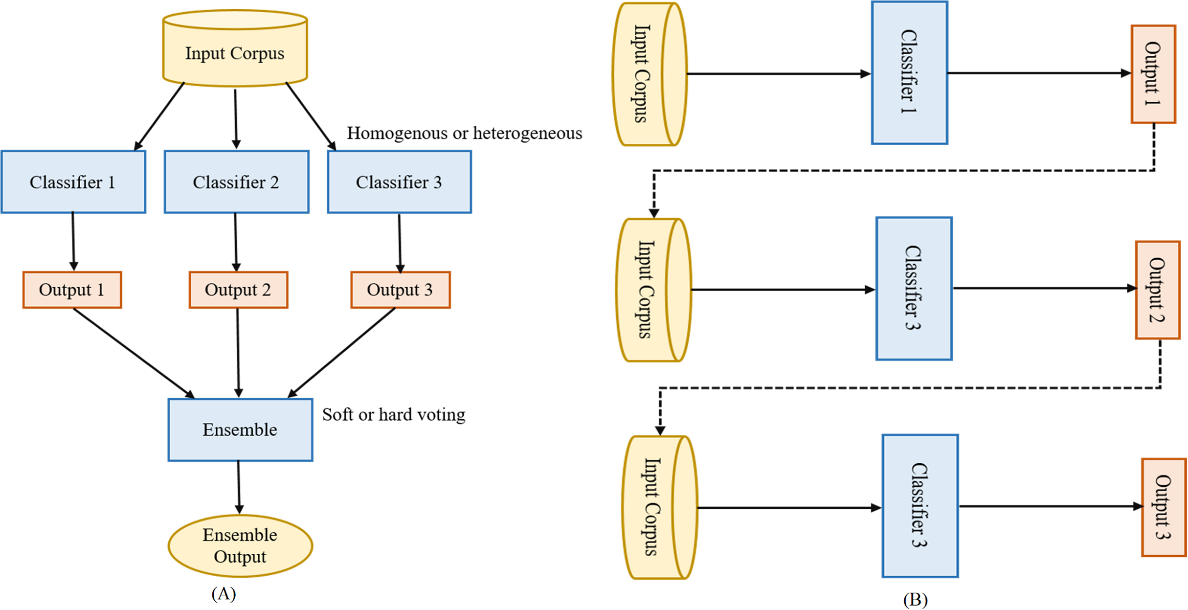 Input Corpus
Homogenous or heterogeneous
Classifier 1
Classifier 2
Classifier 3
Output 1
Output 2
Output 3
Ensemble
Soft or hard voting
Ensemble
Output
(A)
Input Corpus
Classifier 1
Output 1
Input Corpus
Classifier 3
Output 2
Input Corpus
Classifier 3
Output 3
(B)